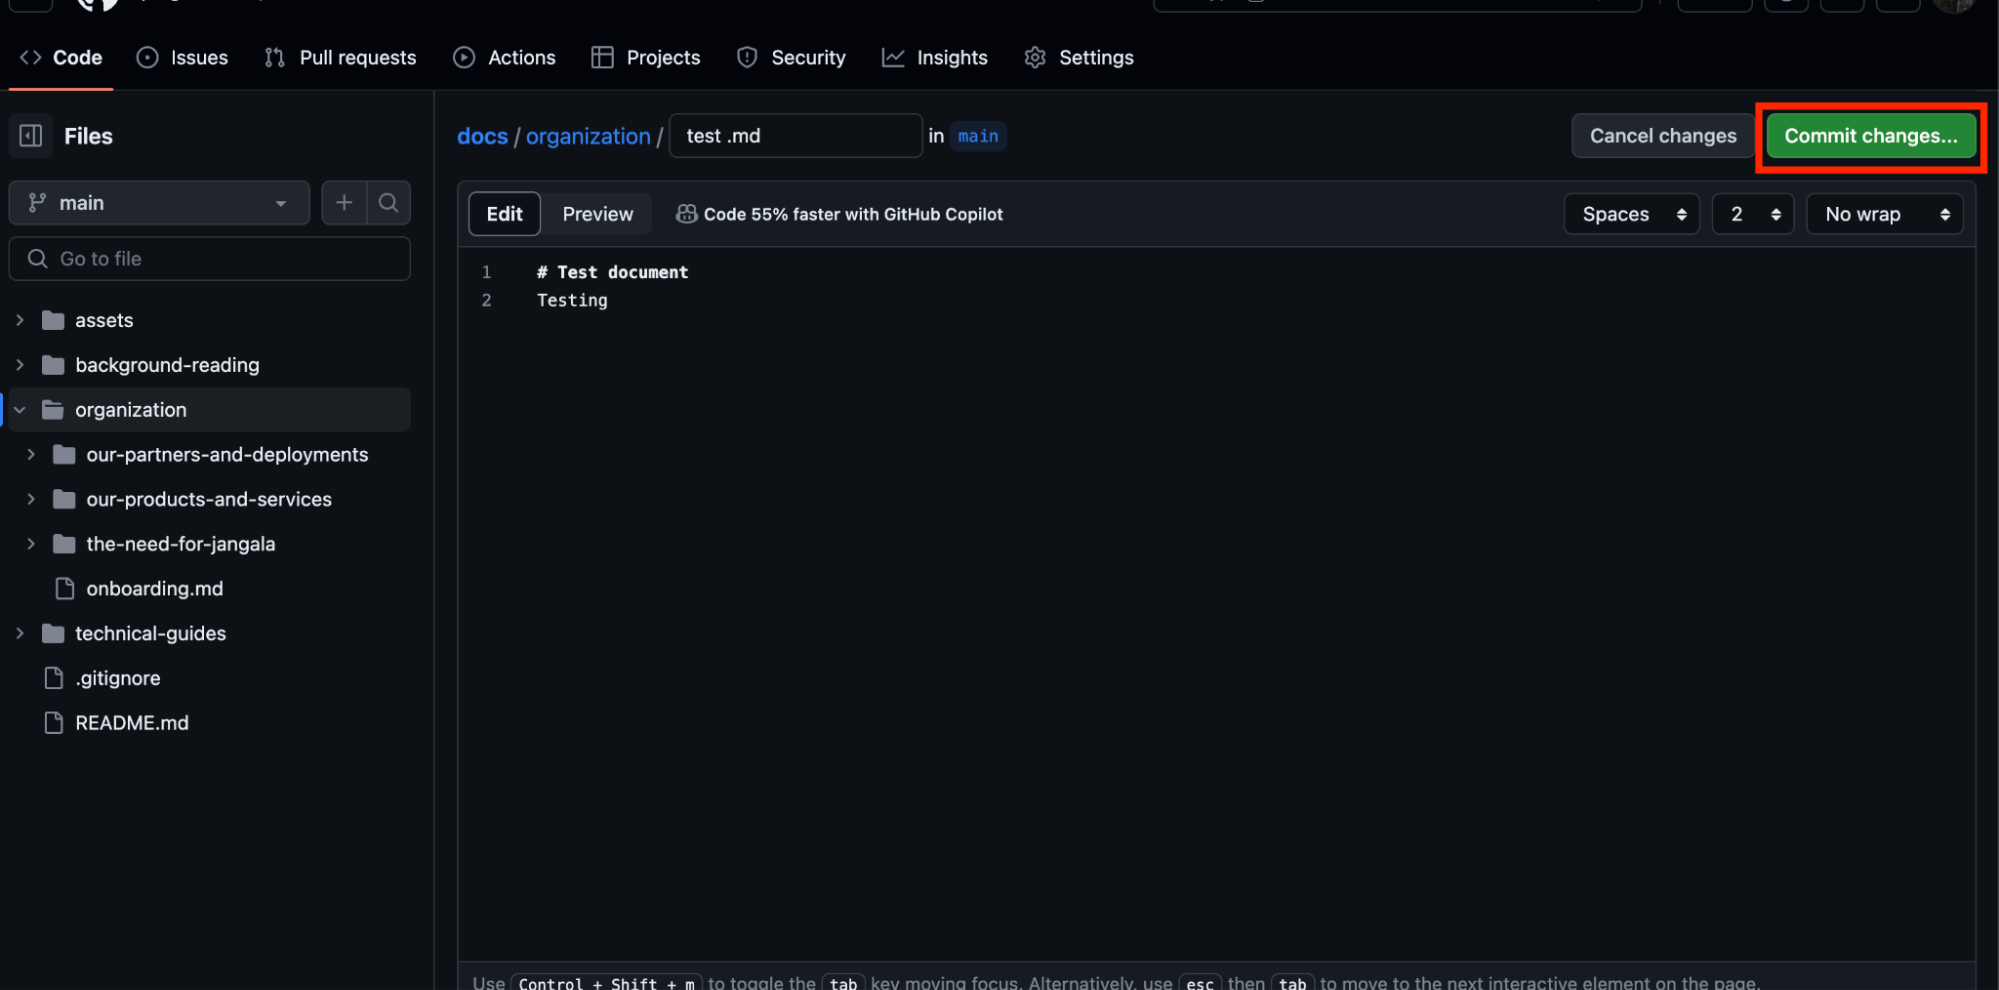 Code Issues Pull requests Actions Projects Security Insights Settings
Files
docs / organization / test .md in main
Cancel changes Commit changes...
main
Edit Preview Code 55% faster with GitHub Copilot
Spaces 2 No wrap
Go to file
1 # Test document
2 Testing
assets
background-reading
organization
our-partners-and-deployments
our-products-and-services
the-need-for-jangala
onboarding.md
technical-guides
.gitignore
README.md
Use Control + Shift + m to toggle the tab key moving focus. Alternatively, use esc then tab to move to the next interactive element on the page.